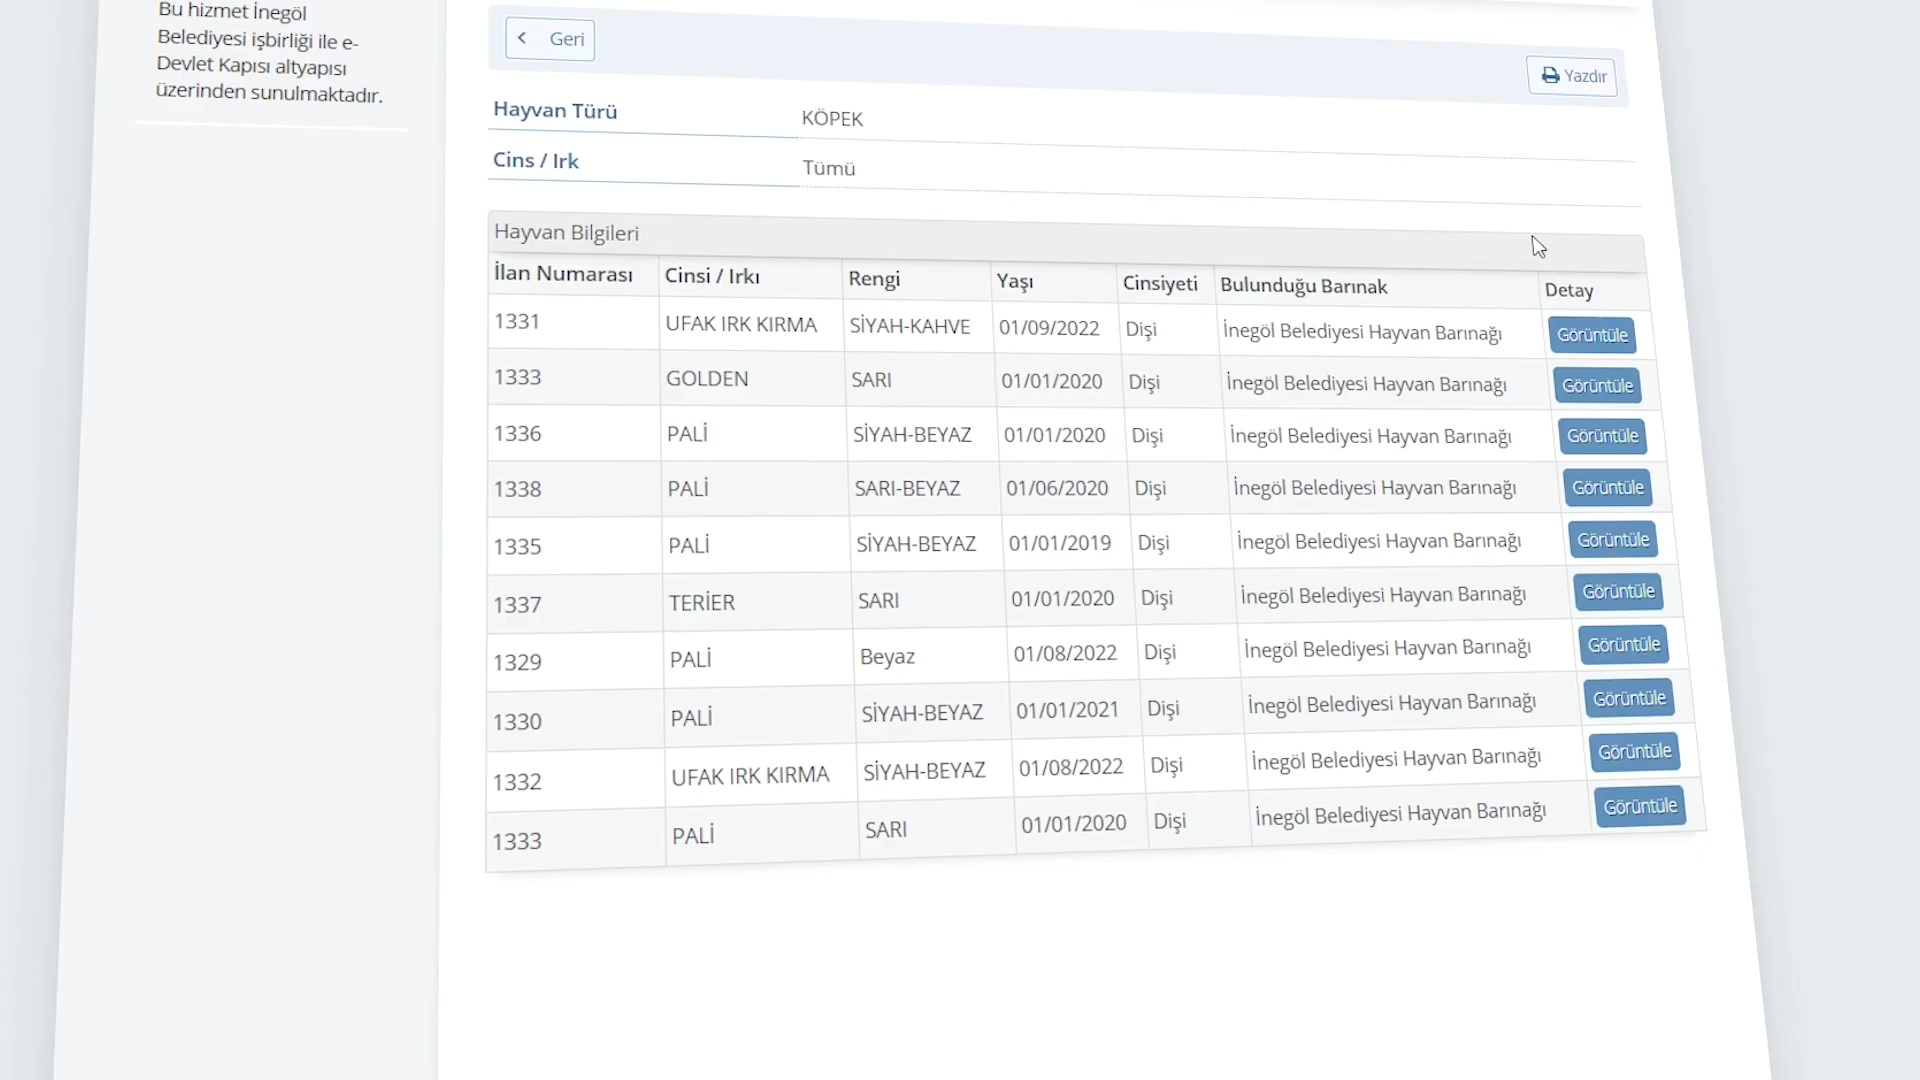 Bu hizmet İnegöl
Belediyesi işbirliği ile e-
Devlet Kapısı altyapısı
üzerinden sunulmaktadır.
Geri
Yazdır
Hayvan Türü KÖPEK
Cins / Irk Tümü
Hayvan Bilgileri
İlan Numarası Cinsi / Irkı Rengi Yaşı Cinsiyeti Bulunduğu Barınak Detay
1331 UFAK IRK KIRMA SİYAH-KAHVE 01/09/2022 Dişi İnegöl Belediyesi Hayvan Barınağı Görüntüle
1333 GOLDEN SARI 01/01/2020 Dişi İnegöl Belediyesi Hayvan Barınağı Görüntüle
1336 PALİ SİYAH-BEYAZ 01/01/2020 Dişi İnegöl Belediyesi Hayvan Barınağı Görüntüle
1338 PALİ SARI-BEYAZ 01/06/2020 Dişi İnegöl Belediyesi Hayvan Barınağı Görüntüle
1335 PALİ SİYAH-BEYAZ 01/01/2019 Dişi İnegöl Belediyesi Hayvan Barınağı Görüntüle
1337 TERİER SARI 01/01/2020 Dişi İnegöl Belediyesi Hayvan Barınağı Görüntüle
1329 PALİ Beyaz 01/08/2022 Dişi İnegöl Belediyesi Hayvan Barınağı Görüntüle
1330 PALİ SİYAH-BEYAZ 01/01/2021 Dişi İnegöl Belediyesi Hayvan Barınağı Görüntüle
1332 UFAK IRK KIRMA SİYAH-BEYAZ 01/08/2022 Dişi İnegöl Belediyesi Hayvan Barınağı Görüntüle
1333 PALİ SARI 01/01/2020 Dişi İnegöl Belediyesi Hayvan Barınağı Görüntüle